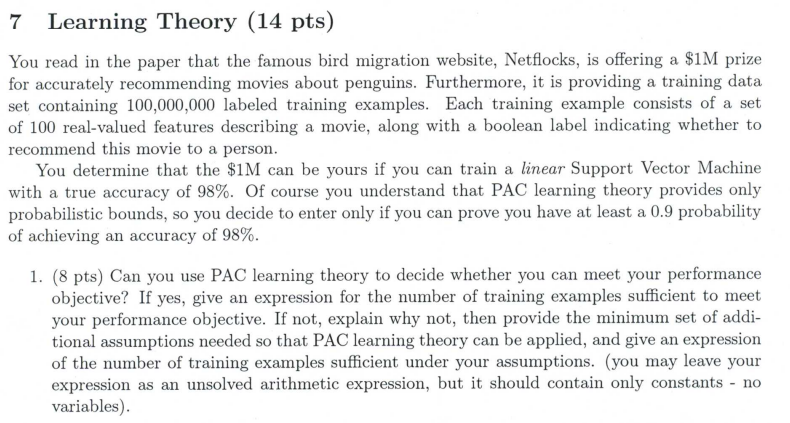 7 Learning Theory (14 pts)
You read in the paper that the famous bird migration website, Netflocks, is offering a $1M prize
for accurately recommending movies about penguins. Furthermore, it is providing a training data
set containing 100,000,000 labeled training examples. Each training example consists of a set
of 100 real-valued features describing a movie, along with a boolean label indicating whether to
recommend this movie to a person.
You determine that the $1M can be yours if you can train a linear Support Vector Machine
with a true accuracy of 98%. Of course you understand that PAC learning theory provides only
probabilistic bounds, so you decide to enter only if you can prove you have at least a 0.9 probability
of achieving an accuracy of 98%.
1. (8 pts) Can you use PAC learning theory to decide whether you can meet your performance
objective? If yes, give an expression for the number of training examples sufficient to meet
your performance objective. If not, explain why not, then provide the minimum set of addi-
tional assumptions needed so that PAC learning theory can be applied, and give an expression
of the number of training examples sufficient under your assumptions. (you may leave your
expression as an unsolved arithmetic expression, but it should contain only constants - no
variables).